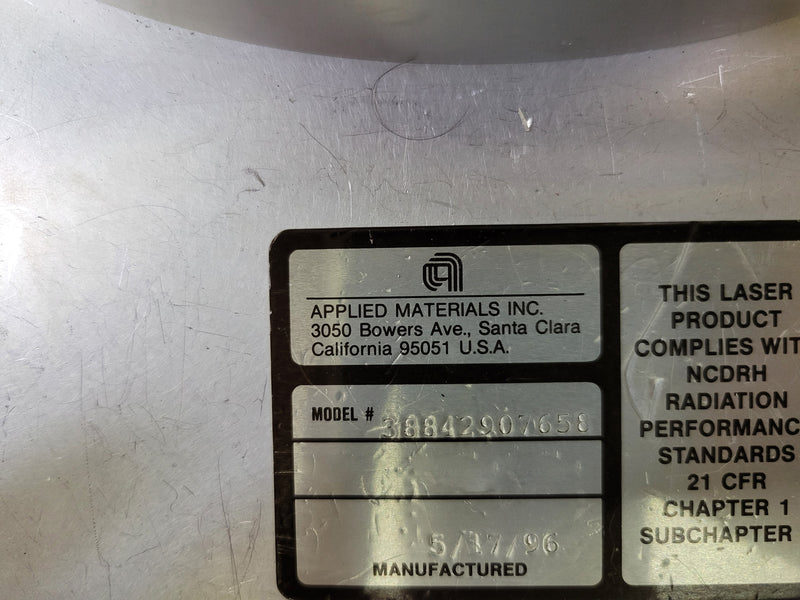 APPLIED MATERIALS INC.
3050 Bowers Ave., Santa Clara
California 95051 U.S.A.
MODEL # 38842907658
MANUFACTURED
THIS LASER
PRODUCT
COMPLIES WIT
NCDRH
RADIATION
PERFORMANC
STANDARDS
21 CFR
CHAPTER 1
SUBCHAPTER